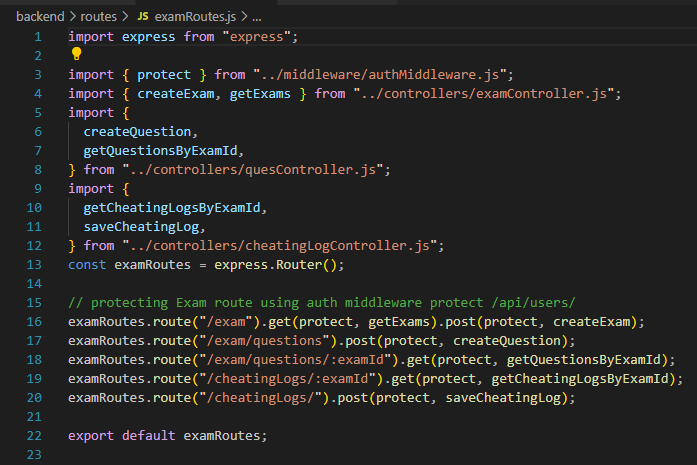 backend > routes > JS examRoutes.js > ...
1 import express from "express";
2
3 import { protect } from "../middleware/authMiddleware.js";
4 import { createExam, getExams } from "../controllers/examController.js";
5 import {
6 createQuestion,
7 getQuestionsByExamId,
8 } from "../controllers/quesController.js";
9 import {
10 getCheatingLogsByExamId,
11 saveCheatingLog,
12 } from "../controllers/cheatingLogController.js";
13 const examRoutes = express.Router();
14
15 // protecting Exam route using auth middleware protect /api/users/
16 examRoutes.route("/exam").get(protect, getExams).post(protect, createExam);
17 examRoutes.route("/exam/questions").post(protect, createQuestion);
18 examRoutes.route("/exam/questions/:examId").get(protect, getQuestionsByExamId);
19 examRoutes.route("/cheatingLogs/:examId").get(protect, getCheatingLogsByExamId);
20 examRoutes.route("/cheatingLogs/").post(protect, saveCheatingLog);
21
22 export default examRoutes;
23